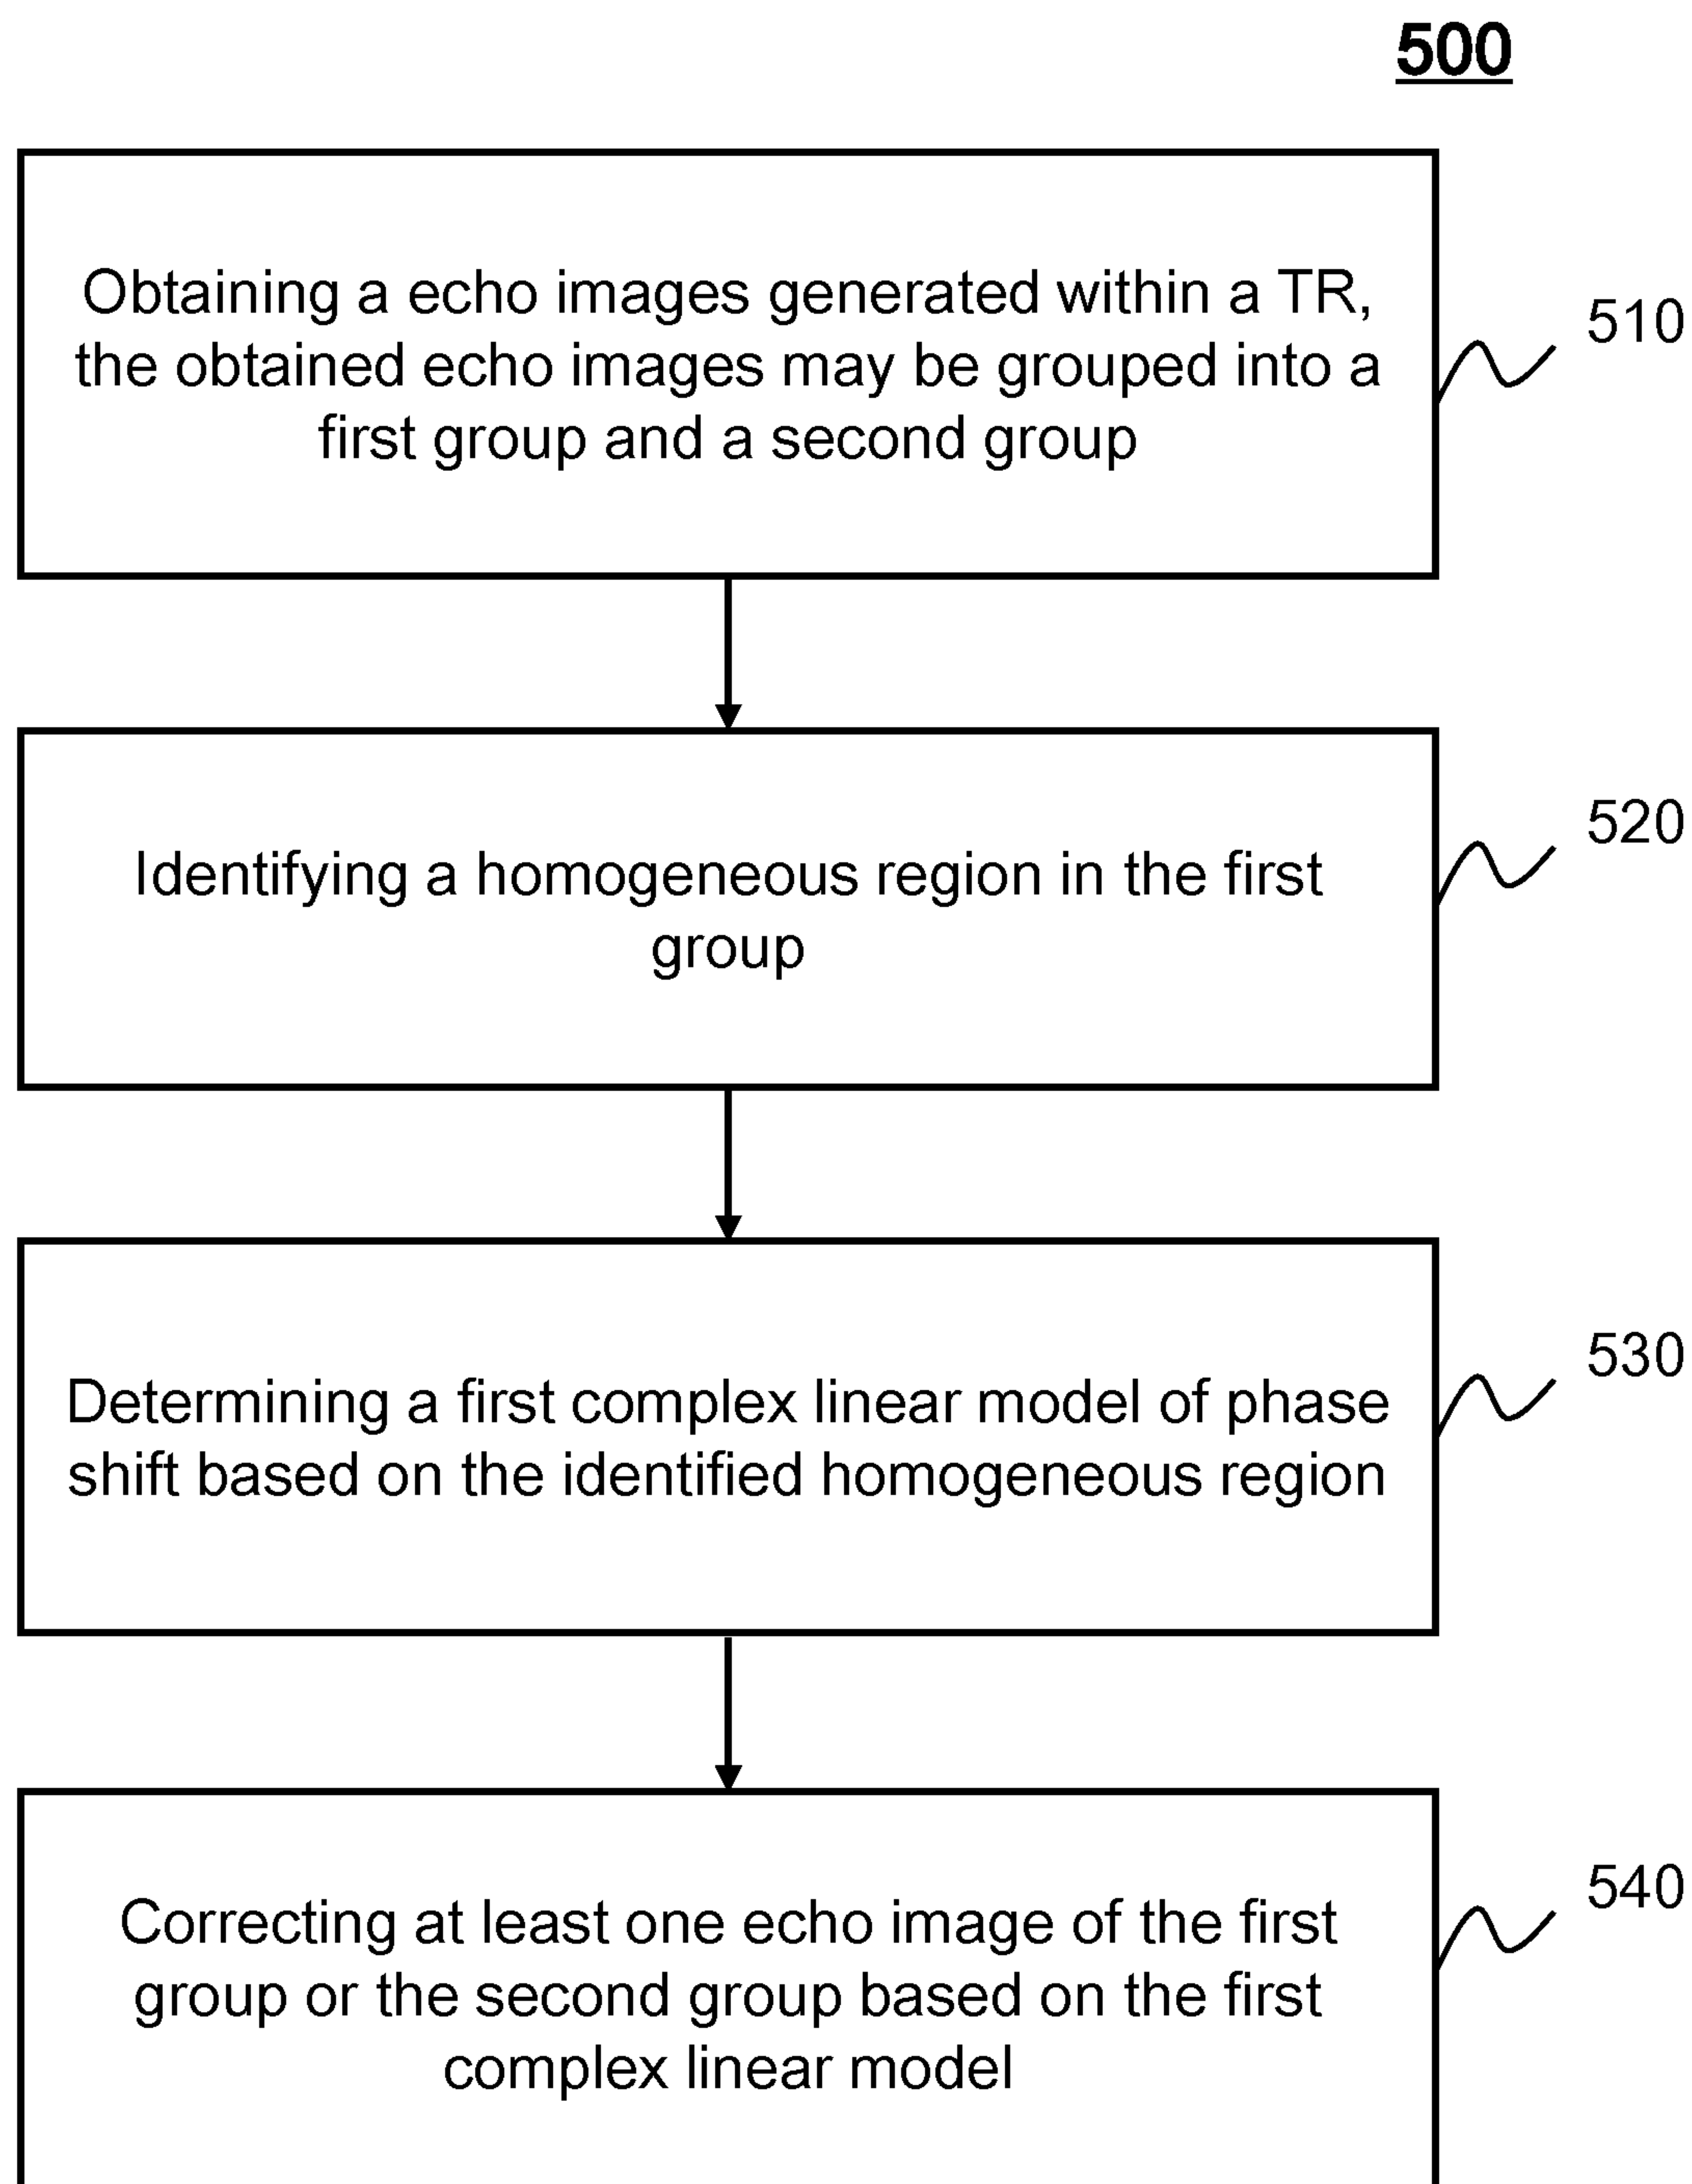 500
Obtaining a echo images generated within a TR,
the obtained echo images may be grouped into a
first group and a second group
510
Identifying a homogeneous region in the first
group
520
Determining a first complex linear model of phase
shift based on the identified homogeneous region
530
Correcting at least one echo image of the first
group or the second group based on the first
complex linear model
540